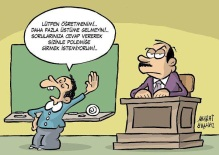 LÜTFEN ÖĞRETMENİM!..
DAHA FAZLA ÜSTÜME GELMEYİN!..
SORULARINIZA CEVAP VEREREK
SİZİNLE POLEMİĞE
GİRMEK İSTEMİYORUM!..